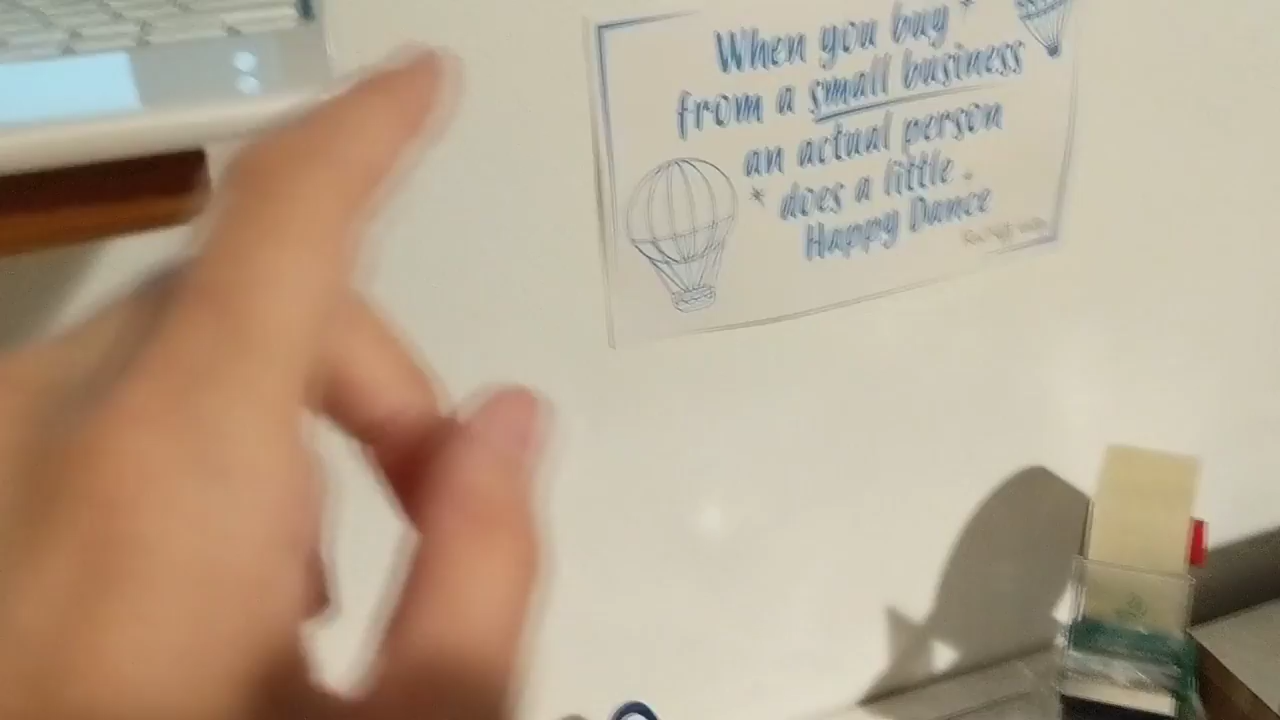 When you buy
from a small business
an actual person
does a little
Happy Dance